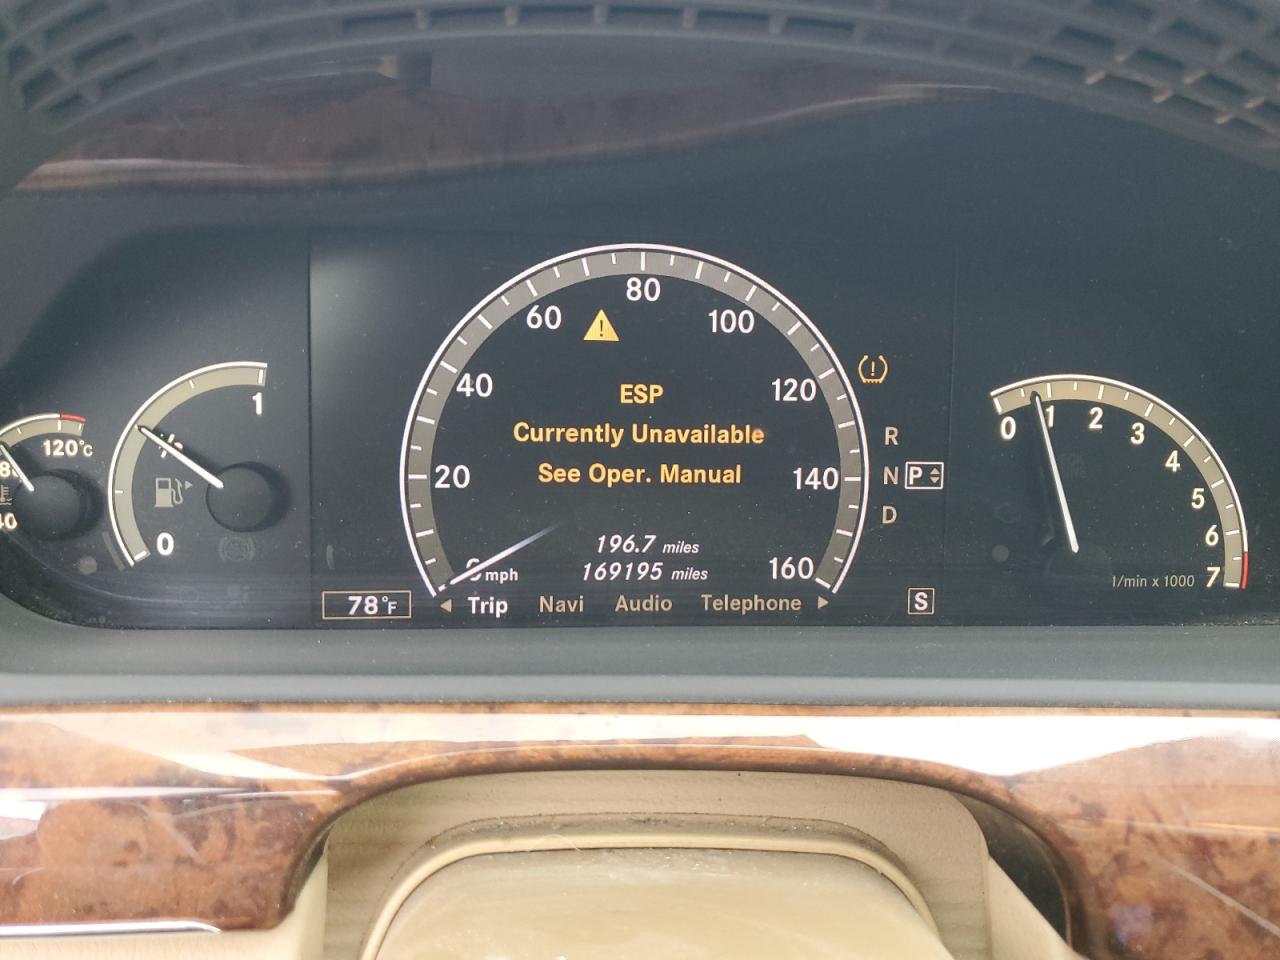 80
60
100
40
120
20
140
0 mph
160
ESP
Currently Unavailable
See Oper. Manual
196.7 miles
169195 miles
78°F
Trip Navi Audio Telephone
R
N P
D
S
120°C
1
0
0 1 2 3 4 5 6 7
1/min x 1000